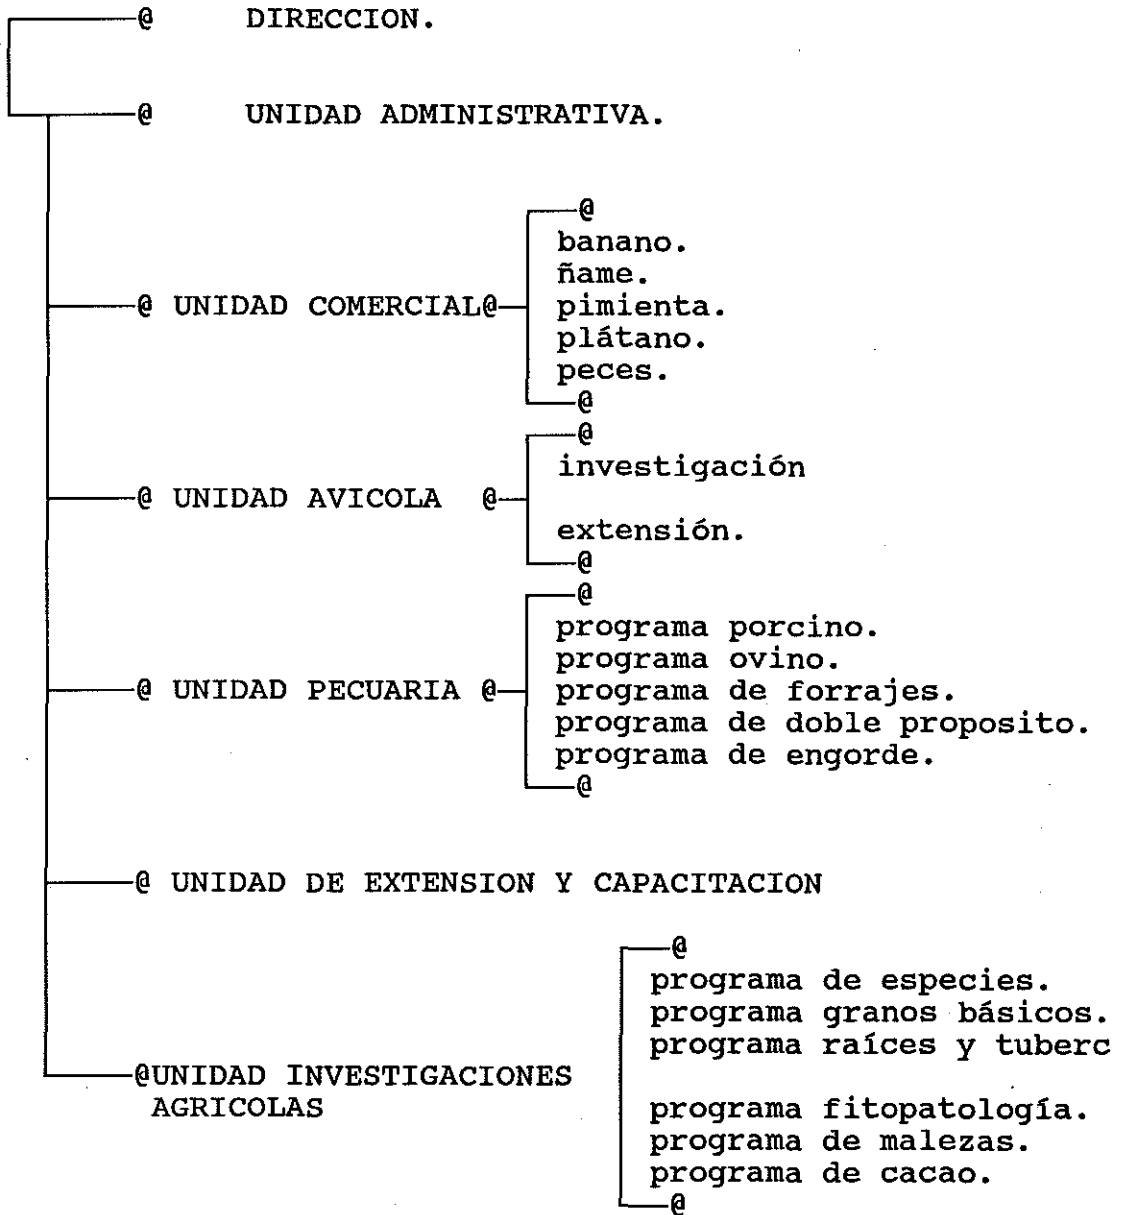 @ DIRECCION.
@ UNIDAD ADMINISTRATIVA.
@
banano.
ñame.
@ UNIDAD COMERCIAL@ pimienta.
plátano.
peces.
@
@
investigación
@ UNIDAD AVICOLA @
extensión.
@
@
programa porcino.
programa ovino.
@ UNIDAD PECUARIA @ programa de forrajes.
programa de doble proposito.
programa de engorde.
@
@ UNIDAD DE EXTENSION Y CAPACITACION
@
programa de especies.
programa granos básicos.
programa raíces y tuberc
@UNIDAD INVESTIGACIONES
AGRICOLAS programa fitopatología.
programa de malezas.
programa de cacao.
@